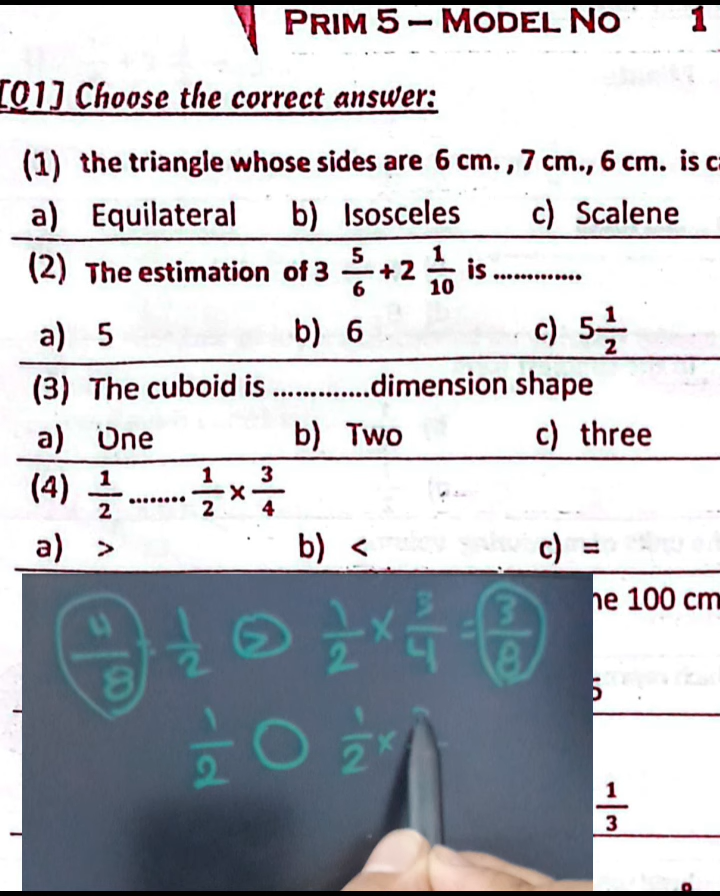 PRIM 5 – MODEL NO 1
[Q1] Choose the correct answer:
(1) the triangle whose sides are 6 cm. , 7 cm., 6 cm. is
a) Equilateral b) Isosceles c) Scalene
(2) The estimation of 3 5/6 + 2 1/10 is .............
a) 5 b) 6 c) 5 1/2
(3) The cuboid is ..............dimension shape
a) One b) Two c) three
(4) 1/2 ........ 1/2 × 3/4
a) > b) < c) =
100 cm
4/8 1/2 > 1/2 × 3/4 = 3/8
1/2 1/2 ×
1/3